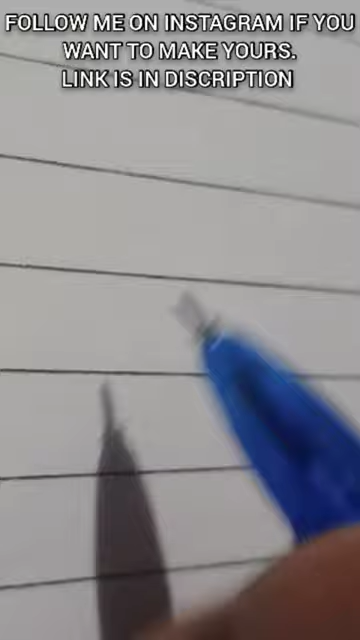 FOLLOW ME ON INSTAGRAM IF YOU
WANT TO MAKE YOURS.
LINK IS IN DISCRIPTION